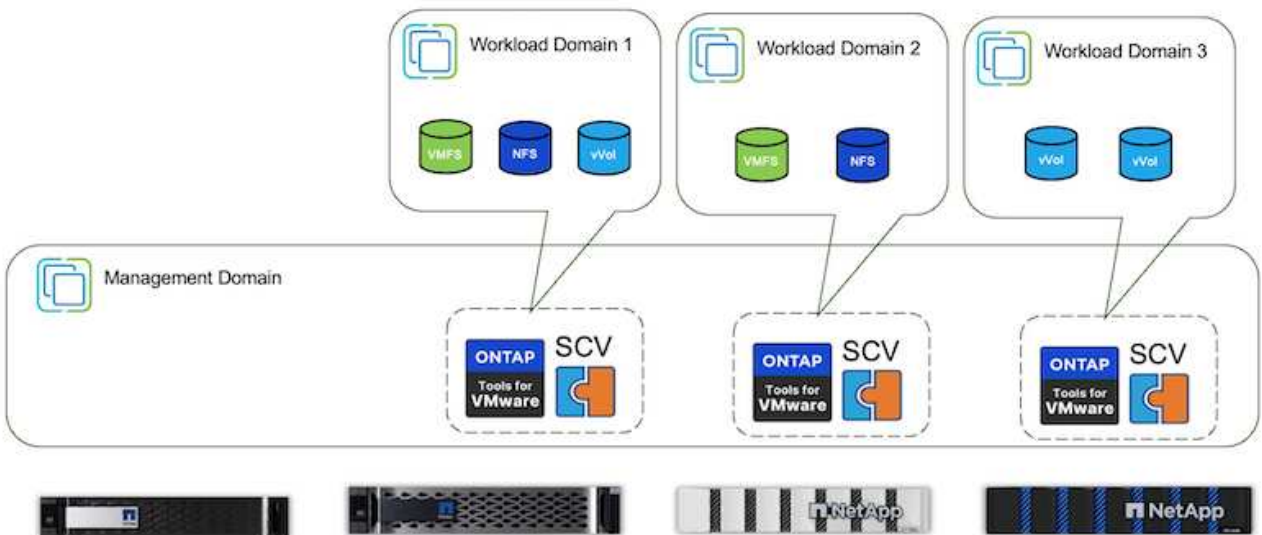 Workload Domain 1
Workload Domain 2
Workload Domain 3
VMFS
NFS
vVol
VMFS
NFS
vVol
vVol
Management Domain
ONTAP
Tools for
VMware
SCV
ONTAP
Tools for
VMware
SCV
ONTAP
Tools for
VMware
SCV
NetApp
NetApp